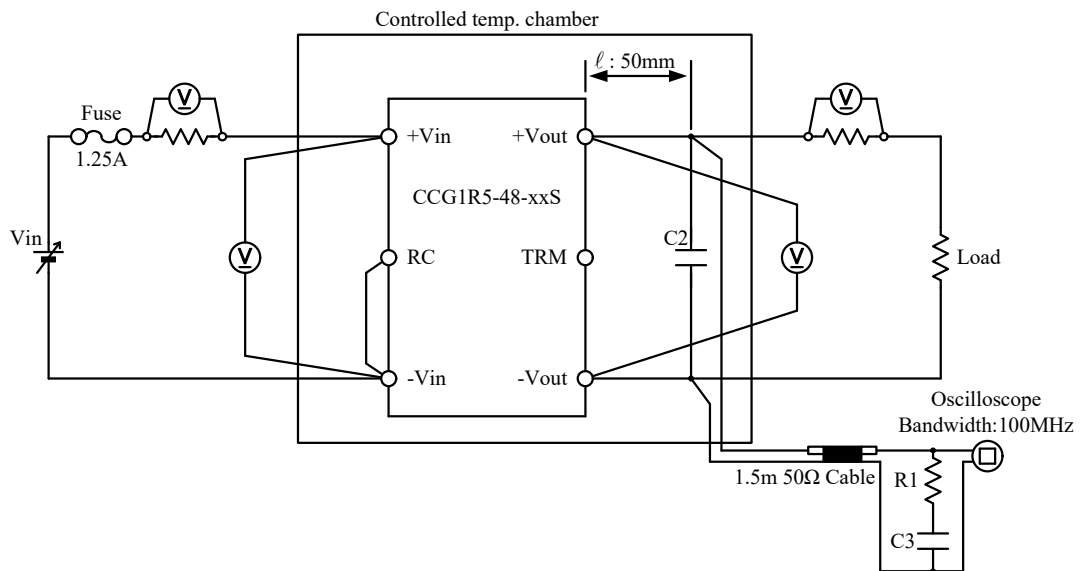 Controlled temp. chamber
ℓ : 50mm
V
V
Fuse
1.25A
+Vin
+Vout
CCG1R5-48-xxS
Vin
V
RC
TRM
C2
V
Load
-Vin
-Vout
Oscilloscope
Bandwidth:100MHz
1.5m 50Ω Cable
R1
C3